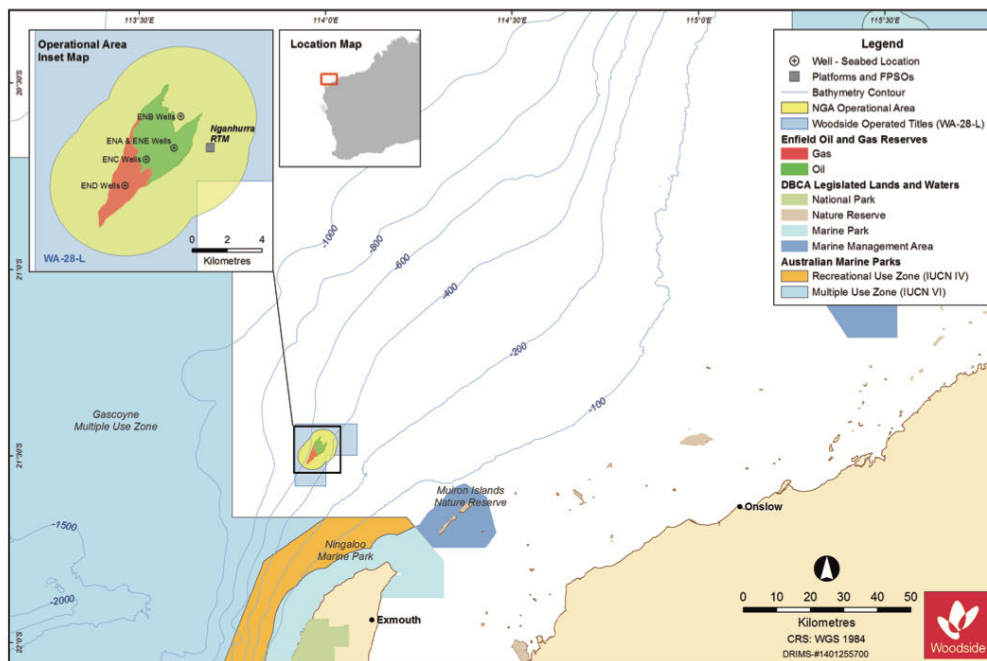 113°30'E
114°0'E
114°30'E
115°0'E
115°30'E
20°30'S
21°0'S
21°30'S
22°0'S
Operational Area
Inset Map
ENB Wells
Nganhurra
RTM
ENA & ENE Wells
ENC Wells
END Wells
0 2 4
Kilometres
WA-28-L
Location Map
Legend
Well - Seabed Location
Platforms and FPSOs
Bathymetry Contour
NGA Operational Area
Woodside Operated Titles (WA-28-L)
Enfield Oil and Gas Reserves
Gas
Oil
DBCA Legislated Lands and Waters
National Park
Nature Reserve
Marine Park
Marine Management Area
Australian Marine Parks
Recreational Use Zone (IUCN IV)
Multiple Use Zone (IUCN VI)
-1000
-800
-600
-400
-200
-100
Gascoyne
Multiple Use Zone
-1500
-2000
Muiron Islands
Nature Reserve
Ningaloo
Marine Park
Onslow
Exmouth
0 10 20 30 40 50
Kilometres
CRS: WGS 1984
DRIMS-#1401255700
Woodside